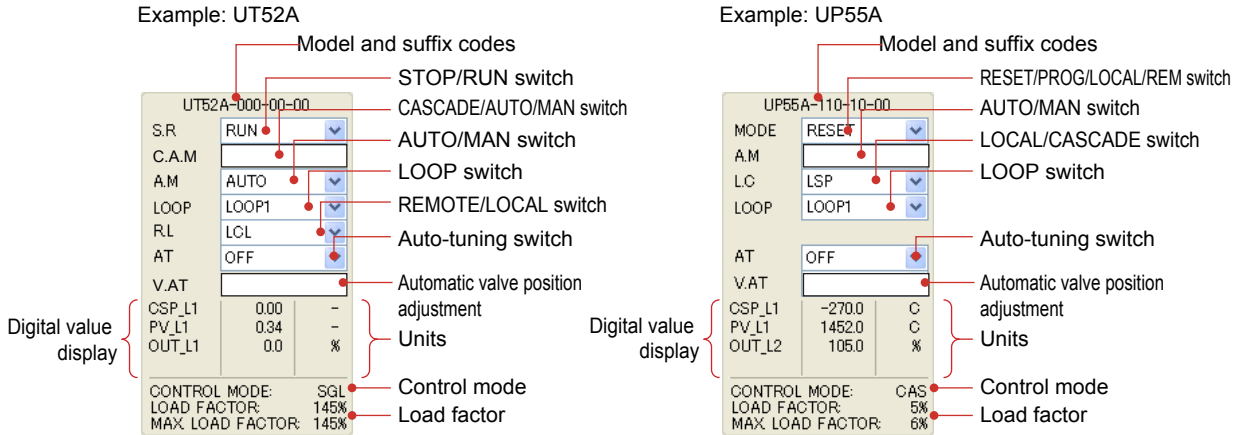 Example: UT52A
Model and suffix codes
STOP/RUN switch
CASCADE/AUTO/MAN switch
AUTO/MAN switch
LOOP switch
REMOTE/LOCAL switch
Auto-tuning switch
Automatic valve position
adjustment
Units
Control mode
Load factor
Digital value
display
UT52A-000-00-00
S.R RUN
C.A.M
A.M AUTO
LOOP LOOP1
R.L LCL
AT OFF
V.AT
CSP_L1 0.00 -
PV_L1 0.34 -
OUT_L1 0.0 %
CONTROL MODE: SGL
LOAD FACTOR: 145%
MAX. LOAD FACTOR: 145%
Example: UP55A
Model and suffix codes
RESET/PROG/LOCAL/REM switch
AUTO/MAN switch
LOCAL/CASCADE switch
LOOP switch
Auto-tuning switch
Automatic valve position
adjustment
Units
Control mode
Load factor
Digital value
display
UP55A-110-10-00
MODE RESET
A.M
L.C LSP
LOOP LOOP1
AT OFF
V.AT
CSP_L1 -270.0 C
PV_L1 1452.0 C
OUT_L2 105.0 %
CONTROL MODE: CAS
LOAD FACTOR: 5%
MAX. LOAD FACTOR: 6%